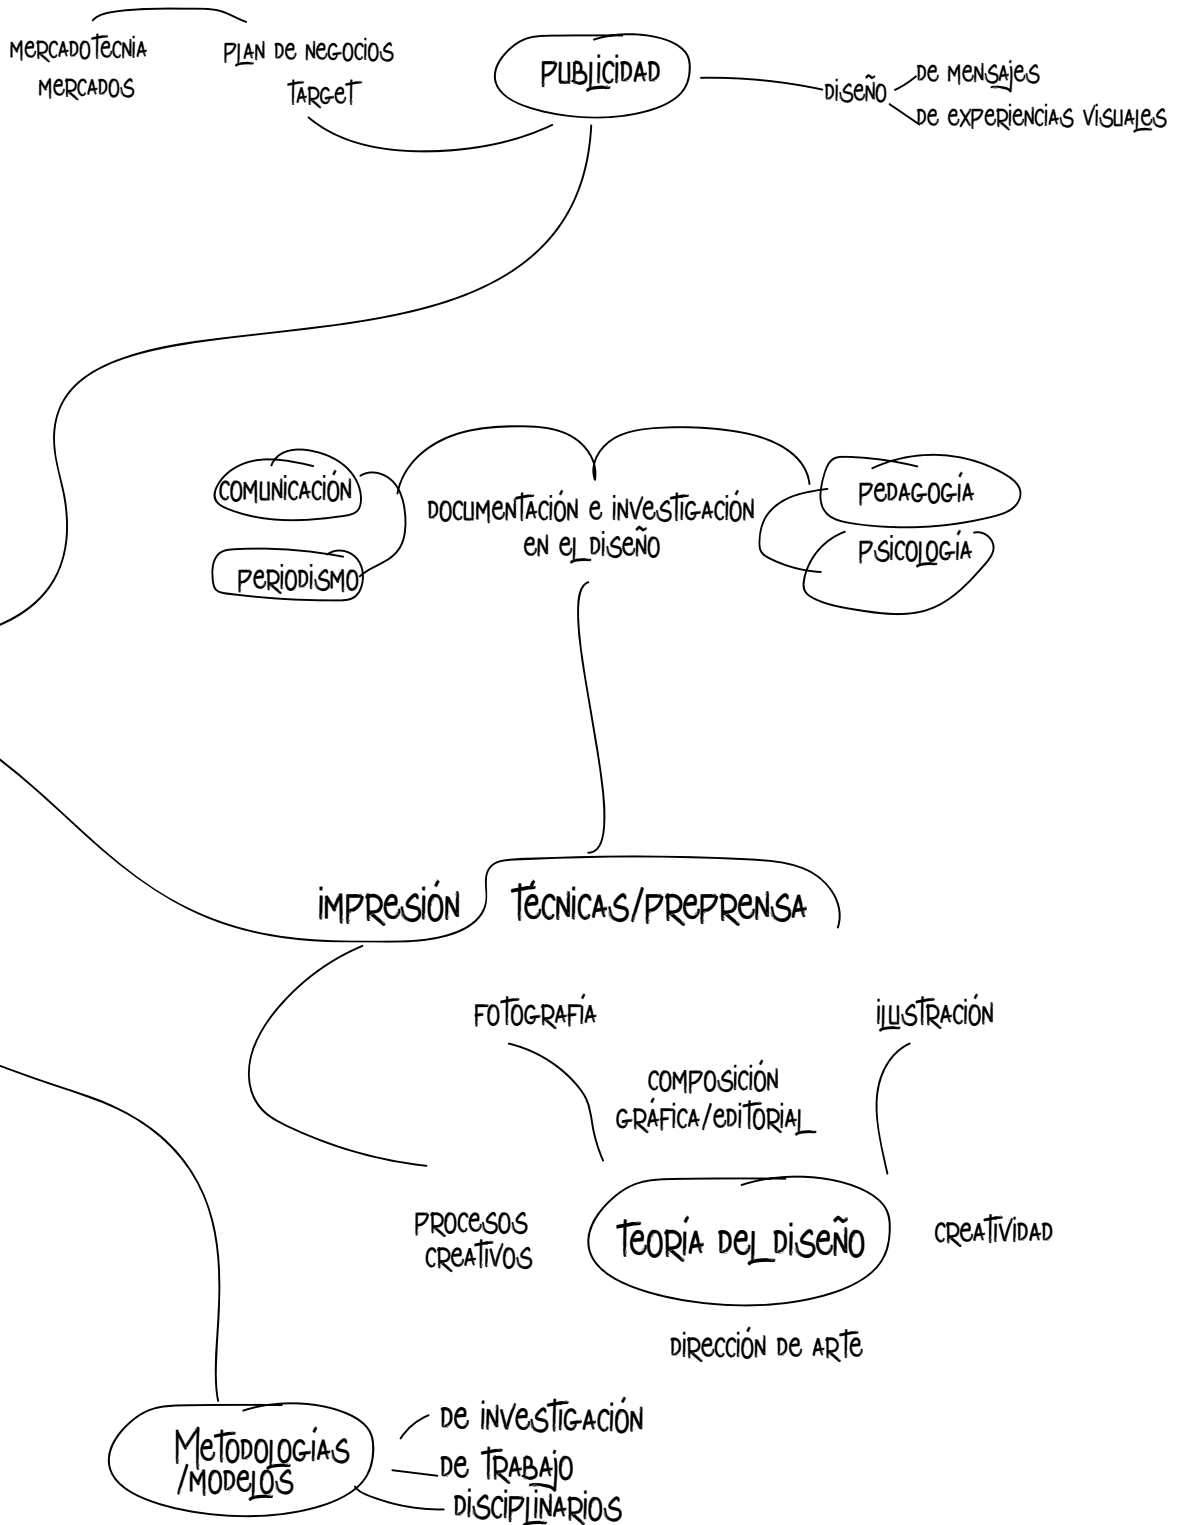 MERCADOTECNIA
MERCADOS
PLAN DE NEGOCIOS
TARGET
PUBLICIDAD
DISEÑO
DE MENSAJES
DE EXPERIENCIAS VISUALES
COMUNICACIÓN
PERIODISMO
DOCUMENTACIÓN E INVESTIGACIÓN
EN EL DISEÑO
PEDAGOGÍA
PSICOLOGÍA
IMPRESIÓN
TÉCNICAS/PREPRENSA
FOTOGRAFÍA
ILUSTRACIÓN
COMPOSICIÓN
GRÁFICA/EDITORIAL
PROCESOS
CREATIVOS
TEORÍA DEL DISEÑO
CREATIVIDAD
DIRECCIÓN DE ARTE
METODOLOGÍAS
/MODELOS
DE INVESTIGACIÓN
DE TRABAJO
DISCIPLINARIOS